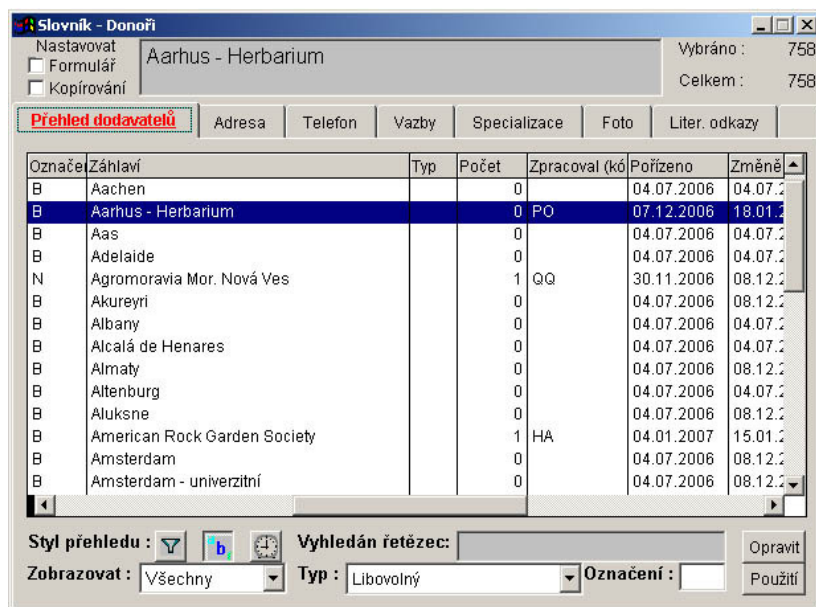 Slovník - Donoři
Nastavovat
Formulář
Kopírování
Aarhus - Herbarium
Vybráno : 758
Celkem : 758
Přehled dodavatelů Adresa Telefon Vazby Specializace Foto Liter. odkazy
Označe Záhlaví Typ Počet Zpracoval (kó Pořízeno Změně
B Aachen 0 04.07.2006 04.07.2
B Aarhus - Herbarium 0 PO 07.12.2006 18.01.2
B Aas 0 04.07.2006 04.07.2
B Adelaide 0 04.07.2006 04.07.2
N Agromoravia Mor. Nová Ves 1 QQ 30.11.2006 08.12.2
B Akureyri 0 04.07.2006 08.12.2
B Albany 0 04.07.2006 04.07.2
B Alcalá de Henares 0 04.07.2006 04.07.2
B Almaty 0 04.07.2006 08.12.2
B Altenburg 0 04.07.2006 04.07.2
B Aluksne 0 04.07.2006 08.12.2
B American Rock Garden Society 1 HA 04.01.2007 15.01.2
B Amsterdam 0 04.07.2006 08.12.2
B Amsterdam - univerzitní 0 04.07.2006 08.12.2
Styl přehledu : Vyhledán řetězec: Opravit
Zobrazovat : Všechny Typ : Libovolný Označení : Použití